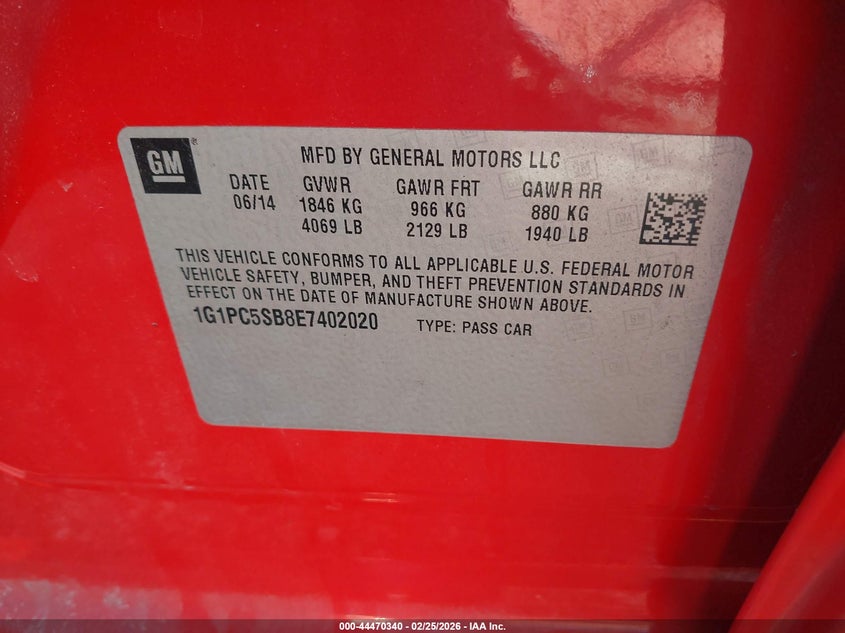 GM
MFD BY GENERAL MOTORS LLC
DATE GVWR GAWR FRT GAWR RR
06/14 1846 KG 966 KG 880 KG
4069 LB 2129 LB 1940 LB
THIS VEHICLE CONFORMS TO ALL APPLICABLE U.S. FEDERAL MOTOR
VEHICLE SAFETY, BUMPER, AND THEFT PREVENTION STANDARDS IN
EFFECT ON THE DATE OF MANUFACTURE SHOWN ABOVE.
1G1PC5SB8E7402020 TYPE: PASS CAR
000-44470340 | 02/25/2026 - IAA Inc.